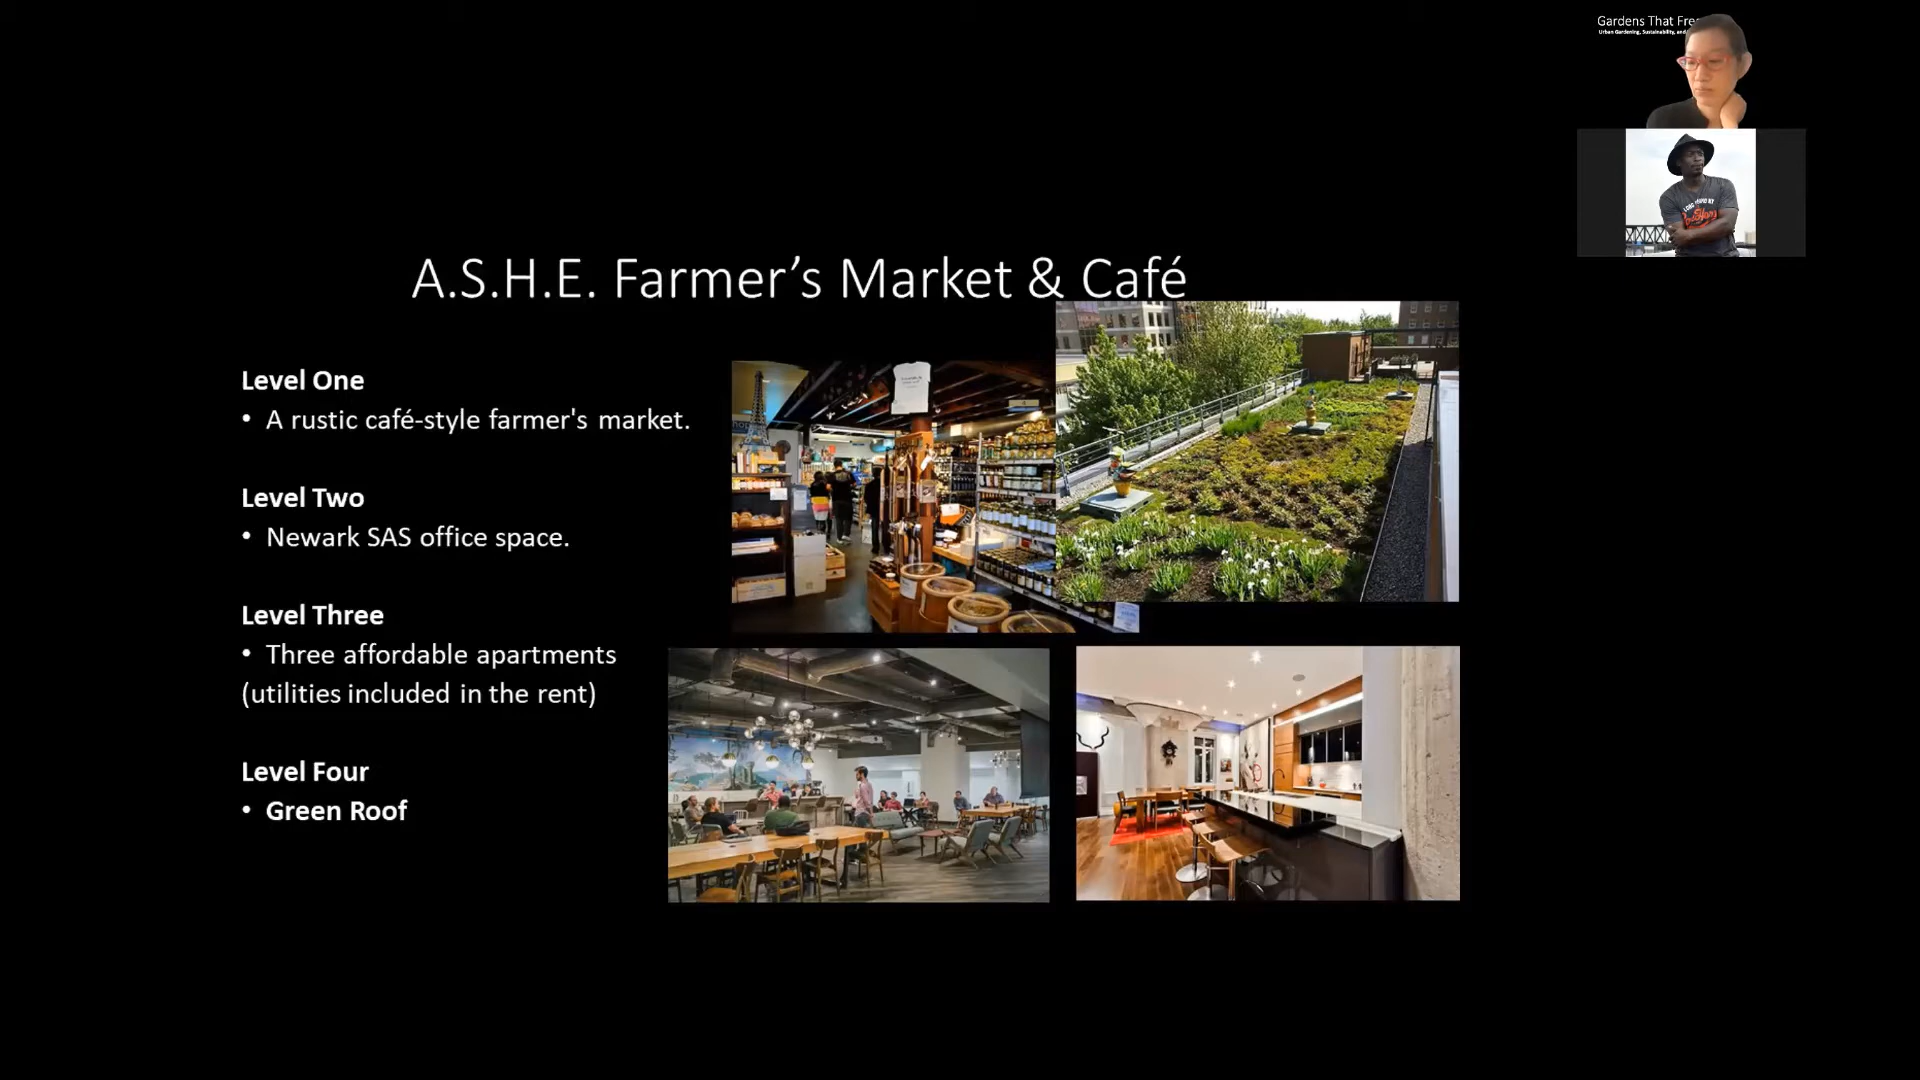 Gardens That Free
Urban Gardening, Sustainability, and
A.S.H.E. Farmer’s Market & Café
Level One
• A rustic café-style farmer's market.
Level Two
• Newark SAS office space.
Level Three
• Three affordable apartments
(utilities included in the rent)
Level Four
• Green Roof